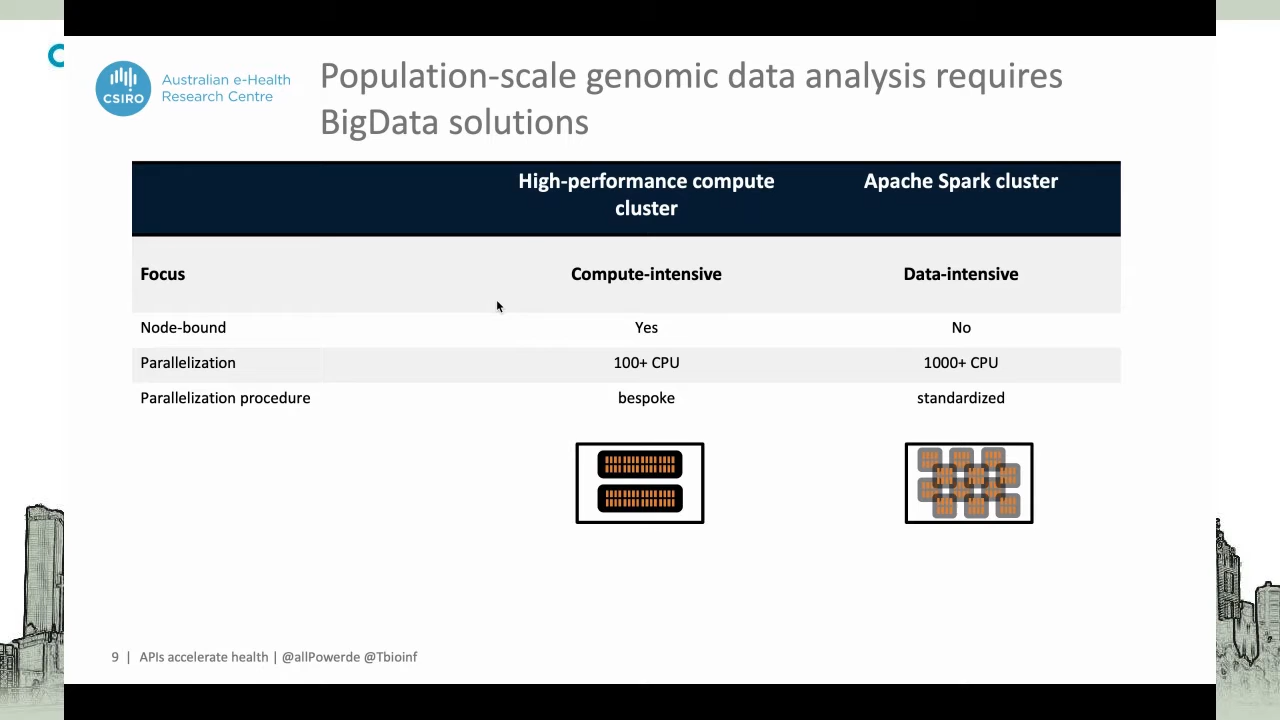 CSIRO
Australian e-Health
Research Centre
Population-scale genomic data analysis requires
BigData solutions
High-performance compute
cluster
Apache Spark cluster
Focus Compute-intensive Data-intensive
Node-bound Yes No
Parallelization 100+ CPU 1000+ CPU
Parallelization procedure bespoke standardized
9 | APIs accelerate health | @allPowerde @Tbioinf